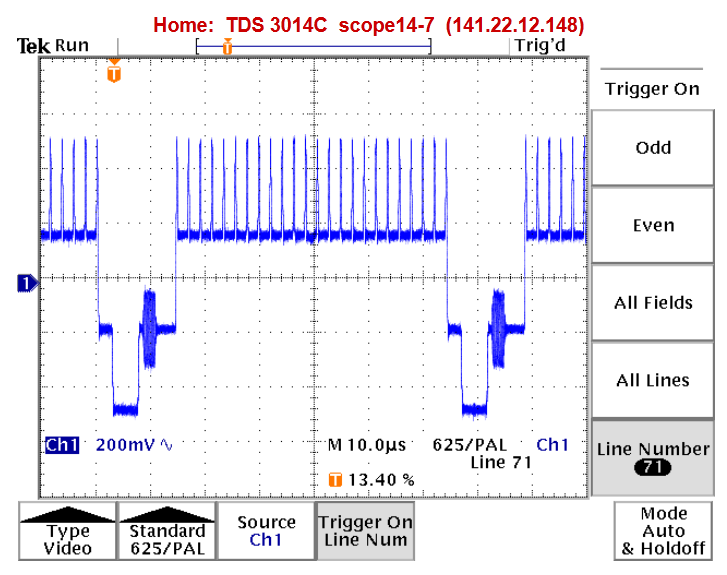 Home: TDS 3014C scope14-7 (141.22.12.148)
Tek Run
Trig'd
T
T
Trigger On
Odd
Even
All Fields
All Lines
Line Number
71
1
Ch1 200mV
M 10.0µs 625/PAL Ch1
Line 71
T 13.40 %
Type
Video
Standard
625/PAL
Source
Ch1
Trigger On
Line Num
Mode
Auto
& Holdoff